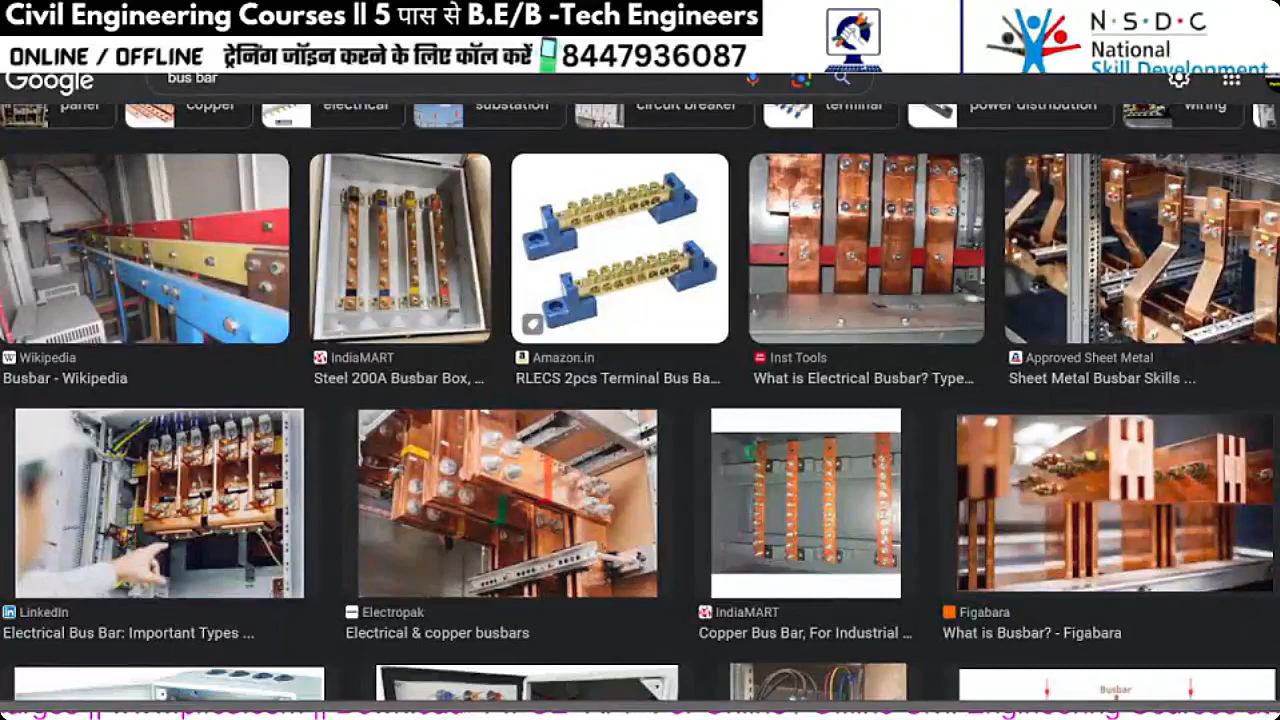 Civil Engineering Courses ll 5 पास से B.E/B -Tech Engineers
ONLINE / OFFLINE ट्रेनिंग जॉइन करने के लिए कॉल करें 8447936087
N·S·D·C
National
Skill Development
Google
bus bar
panel
copper
electrical
substation
circuit breaker
terminal
power distribution
wiring
Wikipedia
Busbar - Wikipedia
IndiaMART
Steel 200A Busbar Box, ...
Amazon.in
RLECS 2pcs Terminal Bus Ba...
Inst Tools
What is Electrical Busbar? Type...
Approved Sheet Metal
Sheet Metal Busbar Skills ...
LinkedIn
Electrical Bus Bar: Important Types ...
Electropak
Electrical & copper busbars
IndiaMART
Copper Bus Bar, For Industrial ...
Figabara
What is Busbar? - Figabara
Busbar